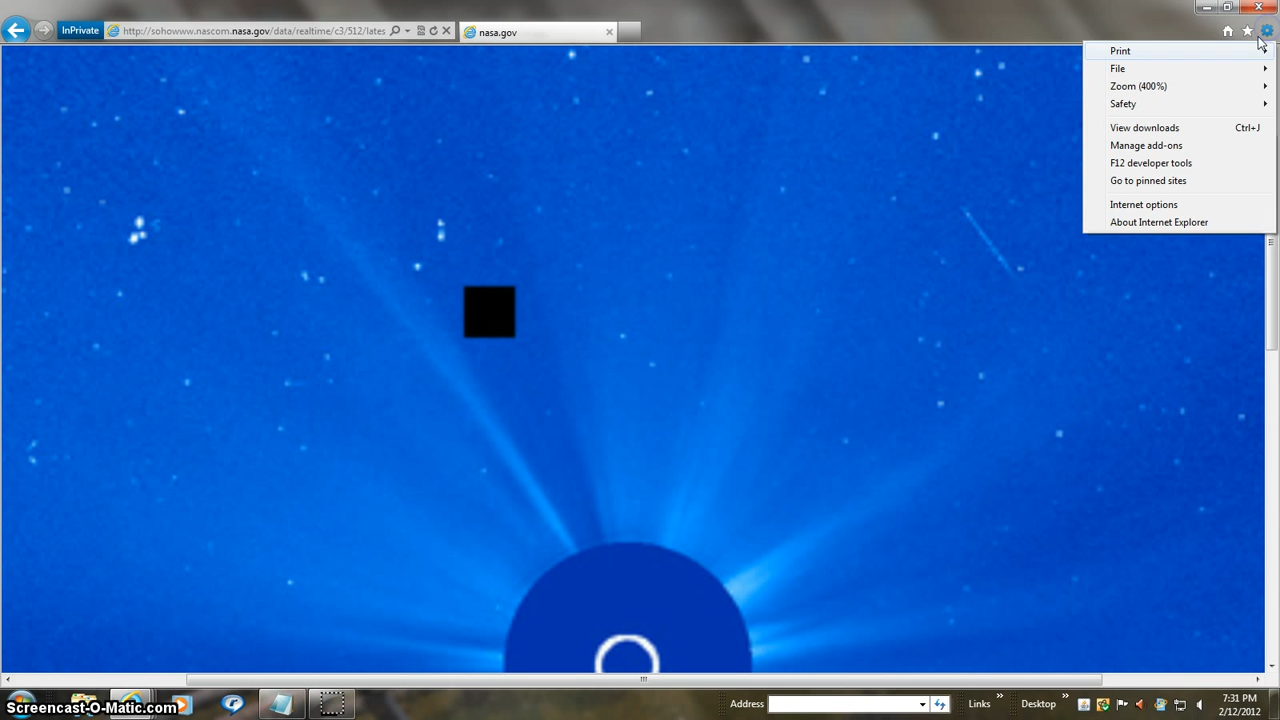 InPrivate
http://sohowww.nascom.nasa.gov/data/realtime/c3/512/lates
nasa.gov
Print
File
Zoom (400%)
Safety
View downloads Ctrl+J
Manage add-ons
F12 developer tools
Go to pinned sites
Internet options
About Internet Explorer
Screencast-O-Matic.com
Address
Links
Desktop
7:31 PM
2/12/2012